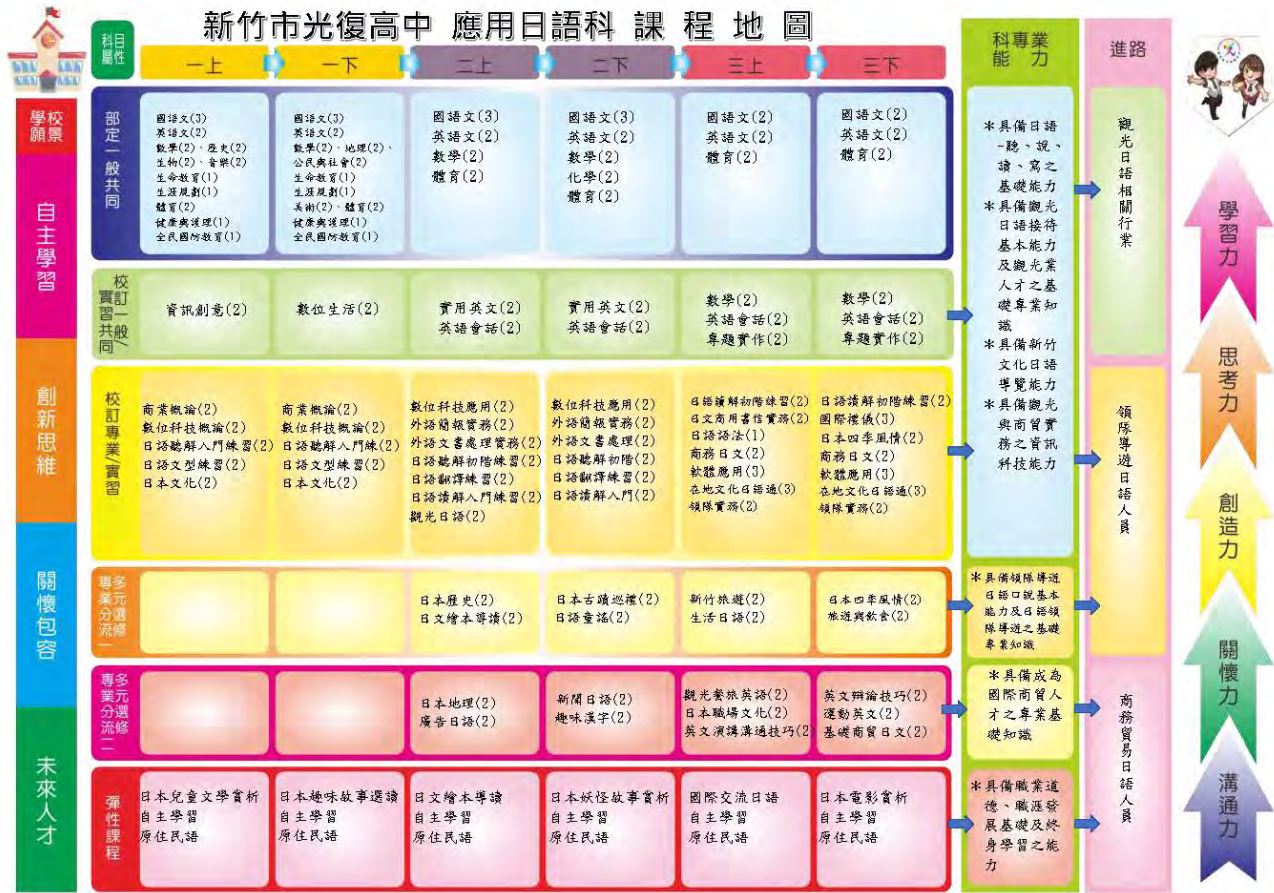 新竹市光復高中 應用日語科 課 程 地 圖
科目
屬性
一上
一下
二上
二下
三上
三下
科專業
能 力
進路
學校
願景
自主學習
創新思維
關懷包容
未來人才
部定一般共同
國語文(3)
英語文(2)
數學(2)、歷史(2)
生物(2)、音樂(2)
生命教育(1)
生涯規劃(1)
體育(2)
健康與護理(1)
全民國防教育(1)
國語文(3)
英語文(2)
數學(2)、地理(2)、
公民與社會(2)
生命教育(1)
生涯規劃(1)
美術(2)、體育(2)
健康與護理(1)
全民國防教育(1)
國語文(3)
英語文(2)
數學(2)
體育(2)
國語文(3)
英語文(2)
數學(2)
化學(2)
體育(2)
國語文(2)
英語文(2)
體育(2)
國語文(2)
英語文(2)
體育(2)
校訂一般/
實習共同
資訊創意(2)
數位生活(2)
實用英文(2)
英語會話(2)
實用英文(2)
英語會話(2)
數學(2)
英語會話(2)
專題實作(2)
數學(2)
英語會話(2)
專題實作(2)
校訂專業/實習
商業概論(2)
數位科技概論(2)
日語聽解入門練習(2)
日語文型練習(2)
日本文化(2)
商業概論(2)
數位科技概論(2)
日語聽解入門練(2)
日語文型練習(2)
日本文化(2)
數位科技應用(2)
外語簡報實務(2)
外語文書處理實務(2)
日語聽解初階練習(2)
日語翻譯練習(2)
日語讀解入門練習(2)
觀光日語(2)
數位科技應用(2)
外語簡報實務(2)
外語文書處理(2)
日語聽解初階(2)
日語翻譯練習(2)
日語讀解入門(2)
日語讀解初階練習(2)
日文商用書信實務(2)
日語語法(1)
商務日文(2)
軟體應用(3)
在地文化日語通(3)
領隊實務(2)
日語讀解初階練習(2)
國際禮儀(3)
日本四季風情(2)
商務日文(2)
軟體應用(3)
在地文化日語通(3)
領隊實務(2)
多元選修
專業分流一
日本歷史(2)
日文繪本導讀(2)
日本古蹟巡禮(2)
日語童謠(2)
新竹旅遊(2)
生活日語(2)
日本四季風情(2)
旅遊與飲食(2)
多元選修
專業分流二
日本地理(2)
廣告日語(2)
新聞日語(2)
趣味漢字(2)
觀光餐旅英語(2)
日本職場文化(2)
英文演講溝通技巧(2)
英文辯論技巧(2)
運動英文(2)
基礎商貿日文(2)
彈性課程
日本兒童文學賞析
自主學習
原住民語
日本趣味故事選讀
自主學習
原住民語
日文繪本導讀
自主學習
原住民語
日本妖怪故事賞析
自主學習
原住民語
國際交流日語
自主學習
原住民語
日本電影賞析
自主學習
原住民語
＊具備日語
-聽、說、
讀、寫之
基礎能力
＊具備觀光
日語接待
基本能力
及觀光業
人才之基
礎專業知
識
＊具備新竹
文化日語
導覽能力
＊具備觀光
與商貿實
務之資訊
科技能力
＊具備領隊導遊
日語口說基本
能力及日語領
隊導遊之基礎
專業知識
＊具備成為
國際商貿人
才之專業基
礎知識
＊具備職業道
德、職涯發
展基礎及終
身學習之能
力
觀光日語相關行業
領隊導遊日語人員
商務貿易日語人員
學習力
思考力
創造力
關懷力
溝通力